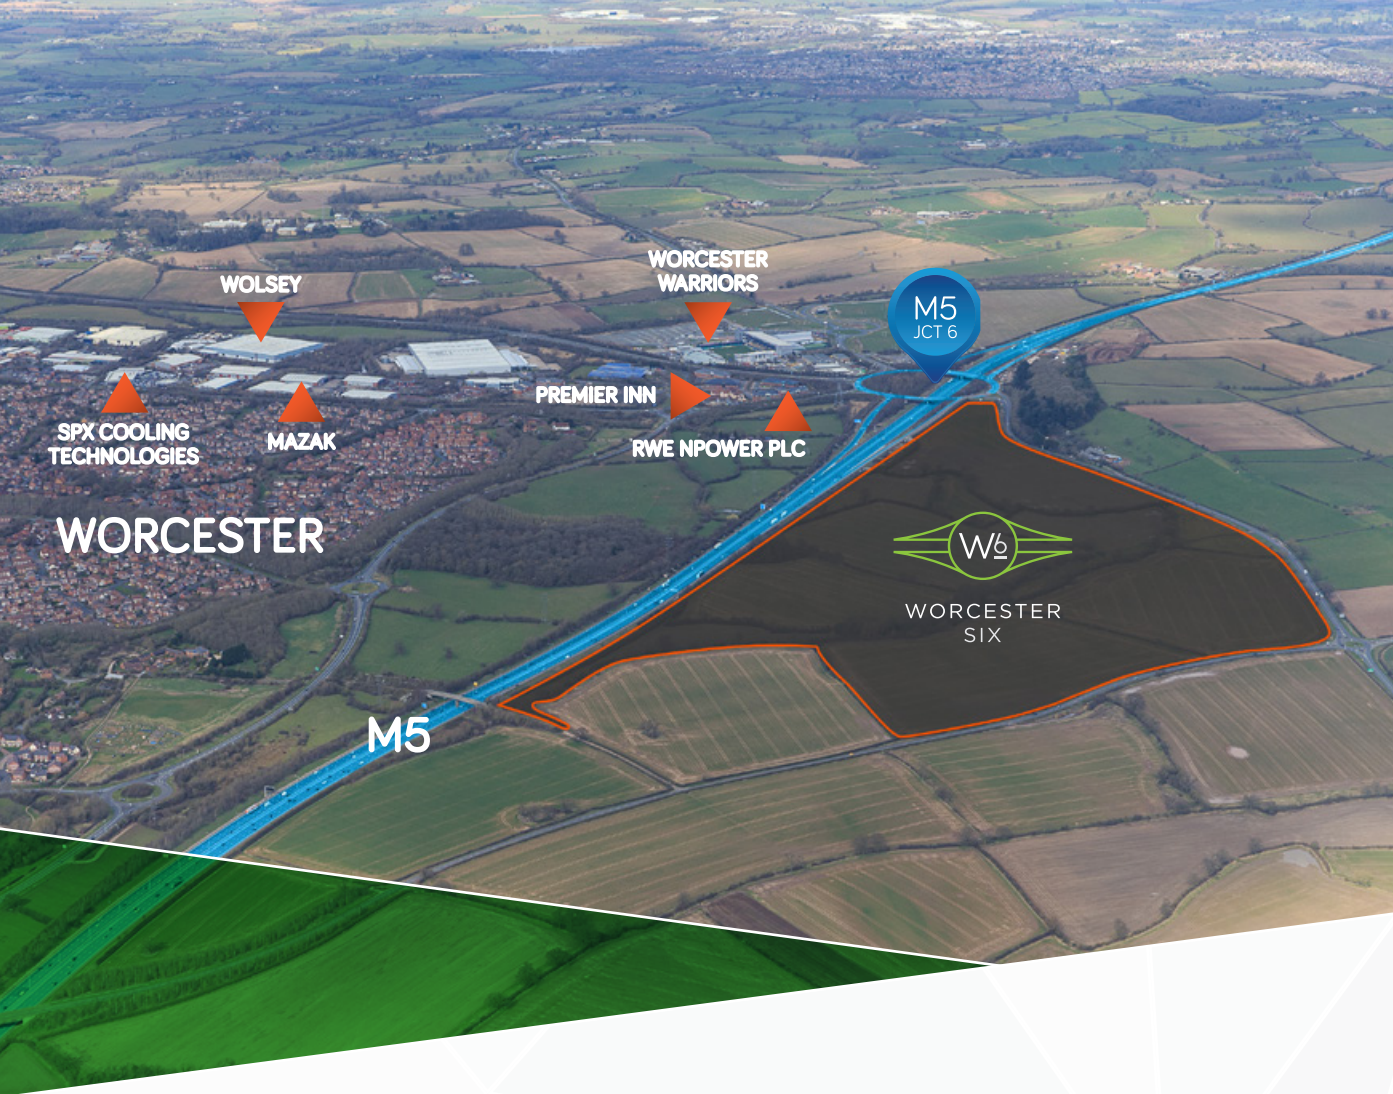 WORCESTER
WARRIORS
WOLSEY
M5
JCT 6
PREMIER INN
SPX COOLING
TECHNOLOGIES
MAZAK
RWE NPOWER PLC
WORCESTER
W6
WORCESTER
SIX
M5